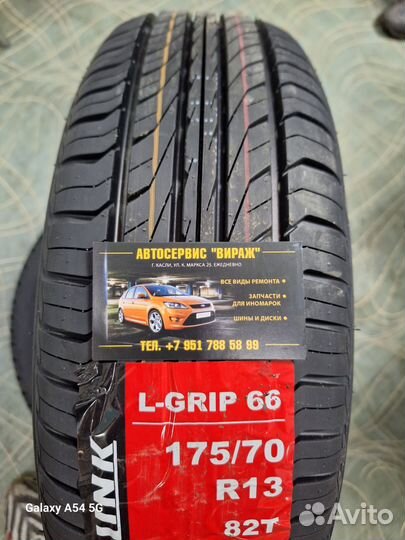 АВТОСЕРВИС "ВИРАЖ"
Г. КАСЛИ, УЛ. К. МАРКСА 25. ЕЖЕДНЕВНО
ВСЕ ВИДЫ РЕМОНТА
ЗАПЧАСТИ
ДЛЯ ИНОМАРОК
ШИНЫ И ДИСКИ
ТЕЛ. +7 951 788 58 99
L-GRIP 66
175/70
R13
82T
Galaxy A54 5G
Avito